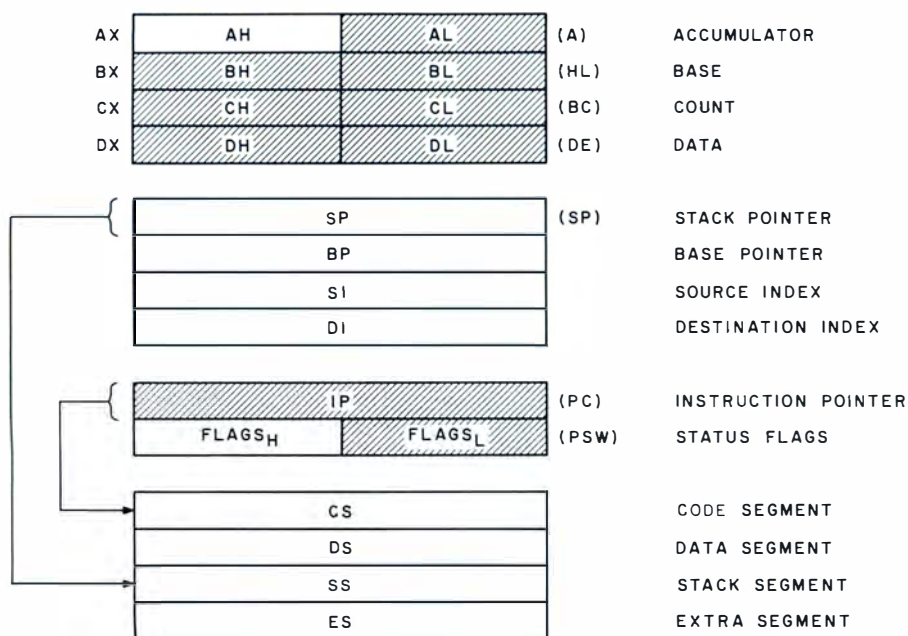 AX AH AL (A) ACCUMULATOR
BX BH BL (HL) BASE
CX CH CL (BC) COUNT
DX DH DL (DE) DATA
SP (SP) STACK POINTER
BP BASE POINTER
SI SOURCE INDEX
DI DESTINATION INDEX
IP (PC) INSTRUCTION POINTER
FLAGSH FLAGSL (PSW) STATUS FLAGS
CS CODE SEGMENT
DS DATA SEGMENT
SS STACK SEGMENT
ES EXTRA SEGMENT